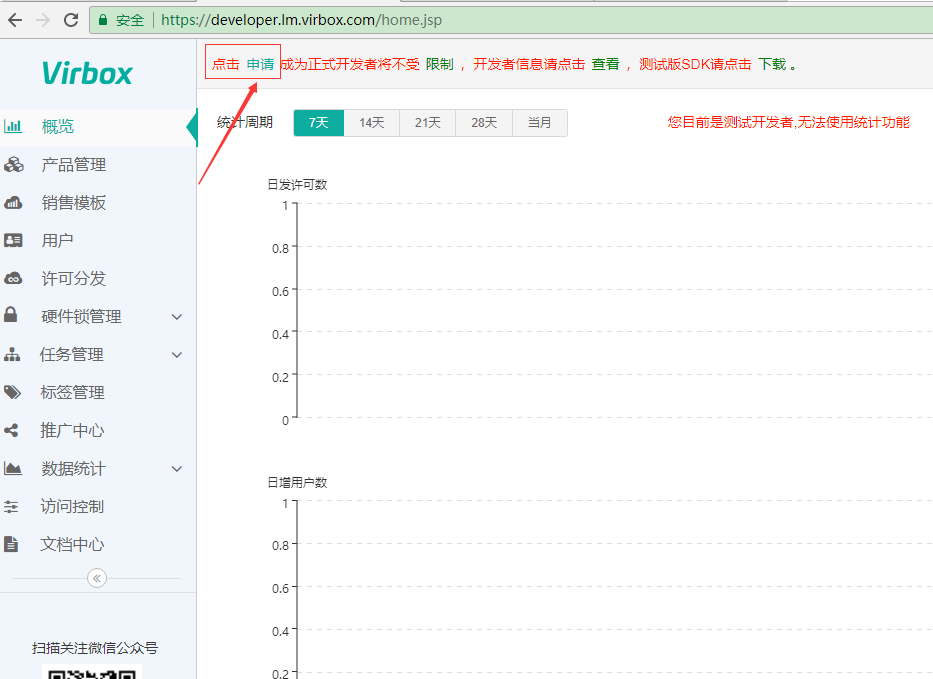 安全 https://developer.lm.virbox.com/home.jsp
Virbox
点击 申请 成为正式开发者将不受 限制 ，开发者信息请点击 查看 ，测试版SDK请点击 下载 。
概览
产品管理
销售模板
用户
许可分发
硬件锁管理
任务管理
标签管理
推广中心
数据统计
访问控制
文档中心
扫描关注微信公众号
统计周期 7天 14天 21天 28天 当月 您目前是测试开发者,无法使用统计功能
日发许可数
1
0.8
0.6
0.4
0.2
0
日增用户数
1
0.8
0.6
0.4
0.2